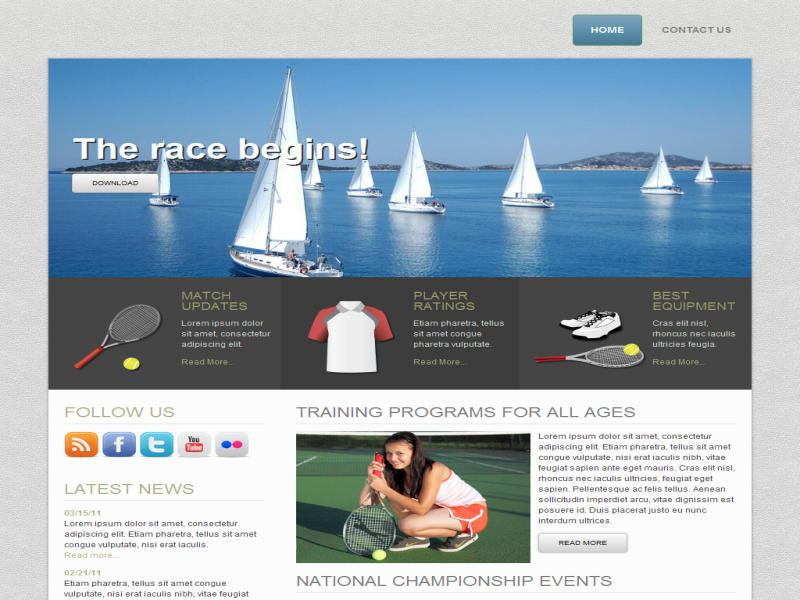 HOME
CONTACT US
The race begins!
DOWNLOAD
MATCH
UPDATES
Lorem ipsum dolor
sit amet, consectetur
adipiscing elit.
Read More...
PLAYER
RATINGS
Etiam pharetra, tellus
sit amet congue
pharetra vulputate.
Read More...
BEST
EQUIPMENT
Cras elit nisl,
rhoncus nec iaculis
ultricies feugia.
Read More...
FOLLOW US
You
Tube
LATEST NEWS
03/15/11
Lorem ipsum dolor sit amet, consectetur
adipiscing elit. Etiam pharetra, tellus sit amet
congue vulputate, nisi erat iaculis.
Read more...
02/21/11
Etiam pharetra, tellus sit amet congue
vulputate, nisi erat iaculis nibh, vitae feugiat
TRAINING PROGRAMS FOR ALL AGES
Lorem ipsum dolor sit amet, consectetur
adipiscing elit. Etiam pharetra, tellus sit amet
congue vulputate, nisi erat iaculis nibh, vitae
feugiat sapien ante eget mauris. Cras elit nisl,
rhoncus nec iaculis ultricies, feugiat eget
sapien. Pellentesque ac felis tellus. Aenean
sollicitudin imperdiet arcu, vitae dignissim est
posuere id. Duis placerat justo eu nunc
interdum ultrices.
READ MORE
NATIONAL CHAMPIONSHIP EVENTS